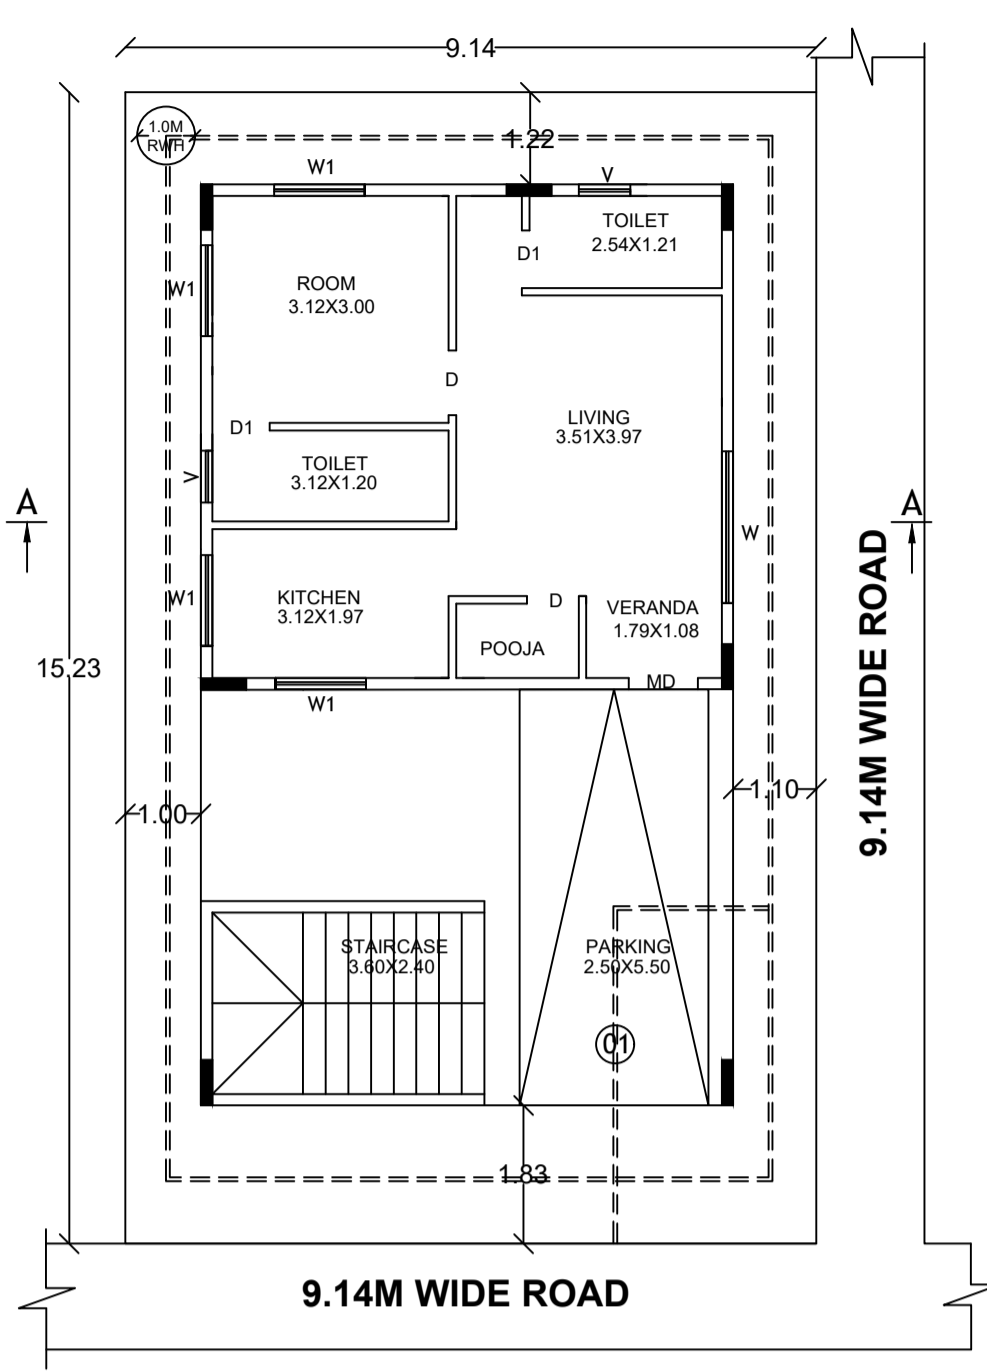 9.14
1.0M
RWH
1.22
W1
V
TOILET
2.54X1.21
D1
W1
ROOM
3.12X3.00
D
LIVING
3.51X3.97
D1
TOILET
3.12X1.20
V
A
A
W
9.14M WIDE ROAD
W1
KITCHEN
3.12X1.97
D
VERANDA
1.79X1.08
POOJA
15.23
MD
W1
1.10
1.00
STAIRCASE
3.60X2.40
PARKING
2.50X5.50
01
1.83
9.14M WIDE ROAD